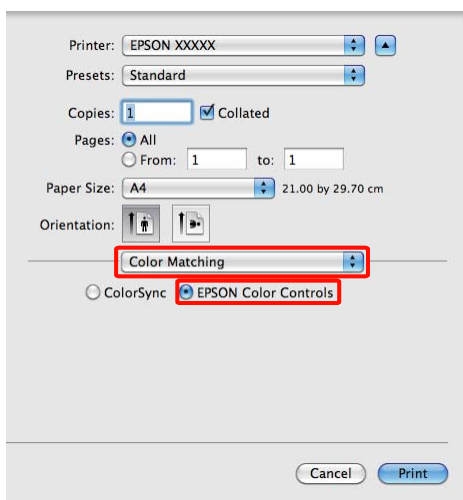 Printer: EPSON XXXXX
Presets: Standard
Copies: 1 Collated
Pages: All
From: 1 to: 1
Paper Size: A4 21.00 by 29.70 cm
Orientation:
Color Matching
ColorSync EPSON Color Controls
Cancel Print